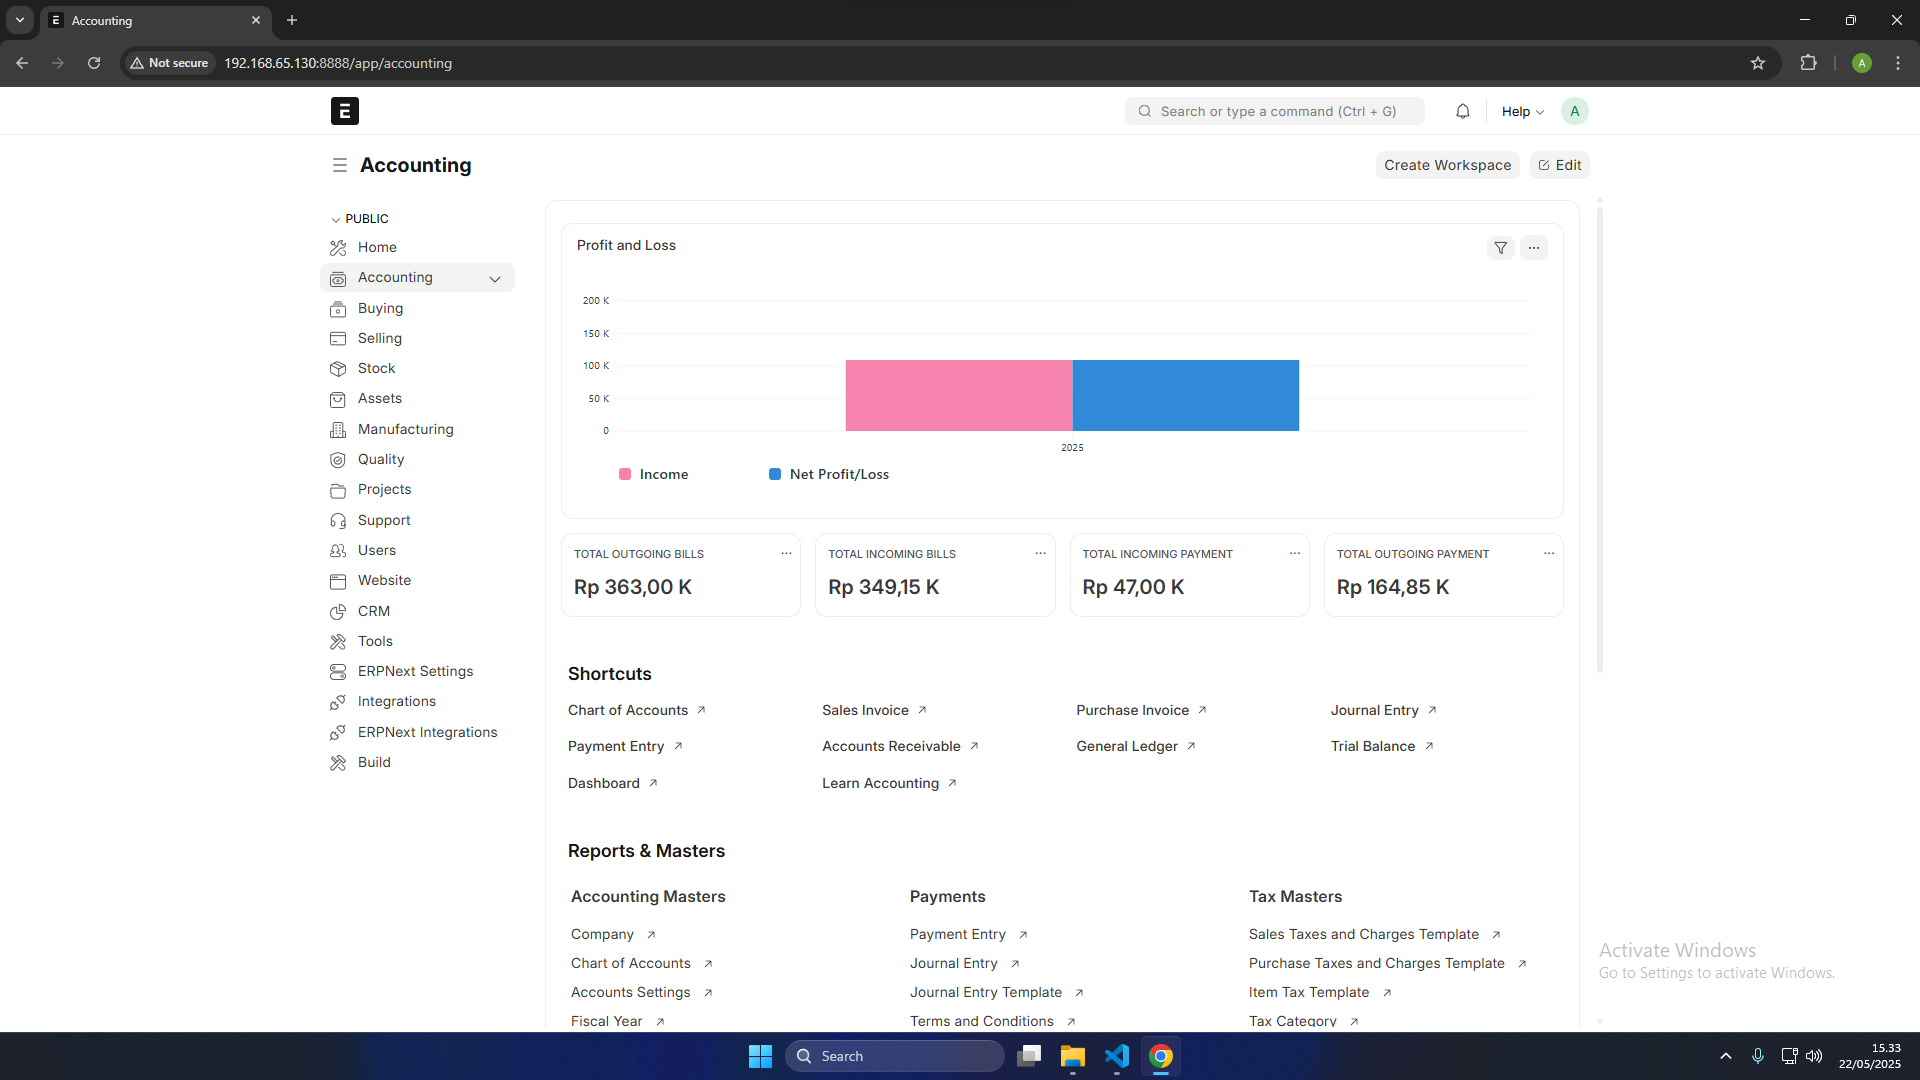 Accounting
Not secure
192.168.65.130:8888/app/accounting
A
E
Search or type a command (Ctrl + G)
Help
A
Accounting
Create Workspace
Edit
PUBLIC
Home
Accounting
Buying
Selling
Stock
Assets
Manufacturing
Quality
Projects
Support
Users
Website
CRM
Tools
ERPNext Settings
Integrations
ERPNext Integrations
Build
Profit and Loss
200 K
150 K
100 K
50 K
0
2025
Income
Net Profit/Loss
TOTAL OUTGOING BILLS
Rp 363,00 K
TOTAL INCOMING BILLS
Rp 349,15 K
TOTAL INCOMING PAYMENT
Rp 47,00 K
TOTAL OUTGOING PAYMENT
Rp 164,85 K
Shortcuts
Chart of Accounts
Sales Invoice
Purchase Invoice
Journal Entry
Payment Entry
Accounts Receivable
General Ledger
Trial Balance
Dashboard
Learn Accounting
Reports & Masters
Accounting Masters
Company
Chart of Accounts
Accounts Settings
Fiscal Year
Payments
Payment Entry
Journal Entry
Journal Entry Template
Terms and Conditions
Tax Masters
Sales Taxes and Charges Template
Purchase Taxes and Charges Template
Item Tax Template
Tax Category
Activate Windows
Go to Settings to activate Windows.
Search
15.33
22/05/2025